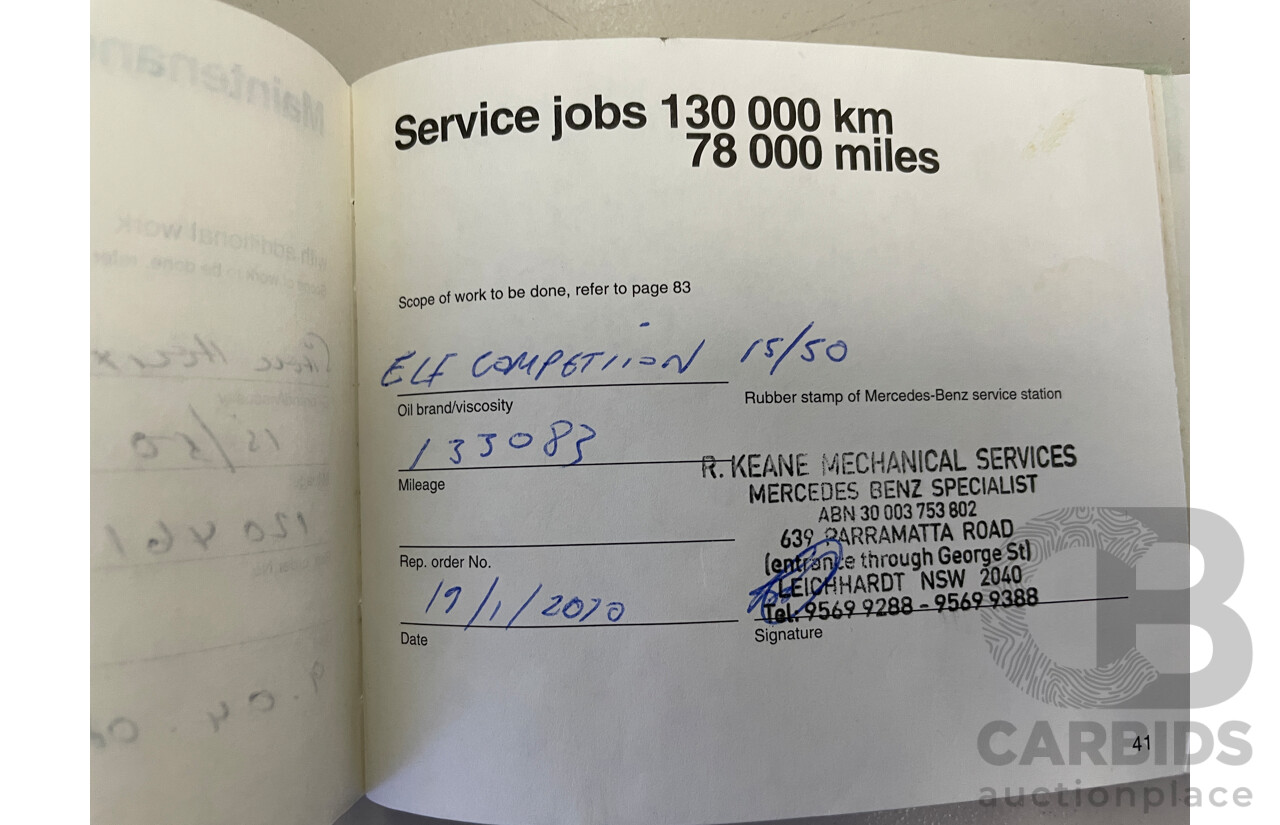 Service jobs 130 000 km
78 000 miles
Scope of work to be done, refer to page 83
ELF COMPETITION 15/50
Oil brand/viscosity
Rubber stamp of Mercedes-Benz service station
133083
Mileage
R. KEANE MECHANICAL SERVICES
MERCEDES BENZ SPECIALIST
ABN 30 003 753 802
639 PARRAMATTA ROAD
(entrance through George St)
LEICHHARDT NSW 2040
Tel. 9569 9288 - 9569 9388
Rep. order No.
19/1/2010
Date
Signature
41
CARBIDS
auctionplace